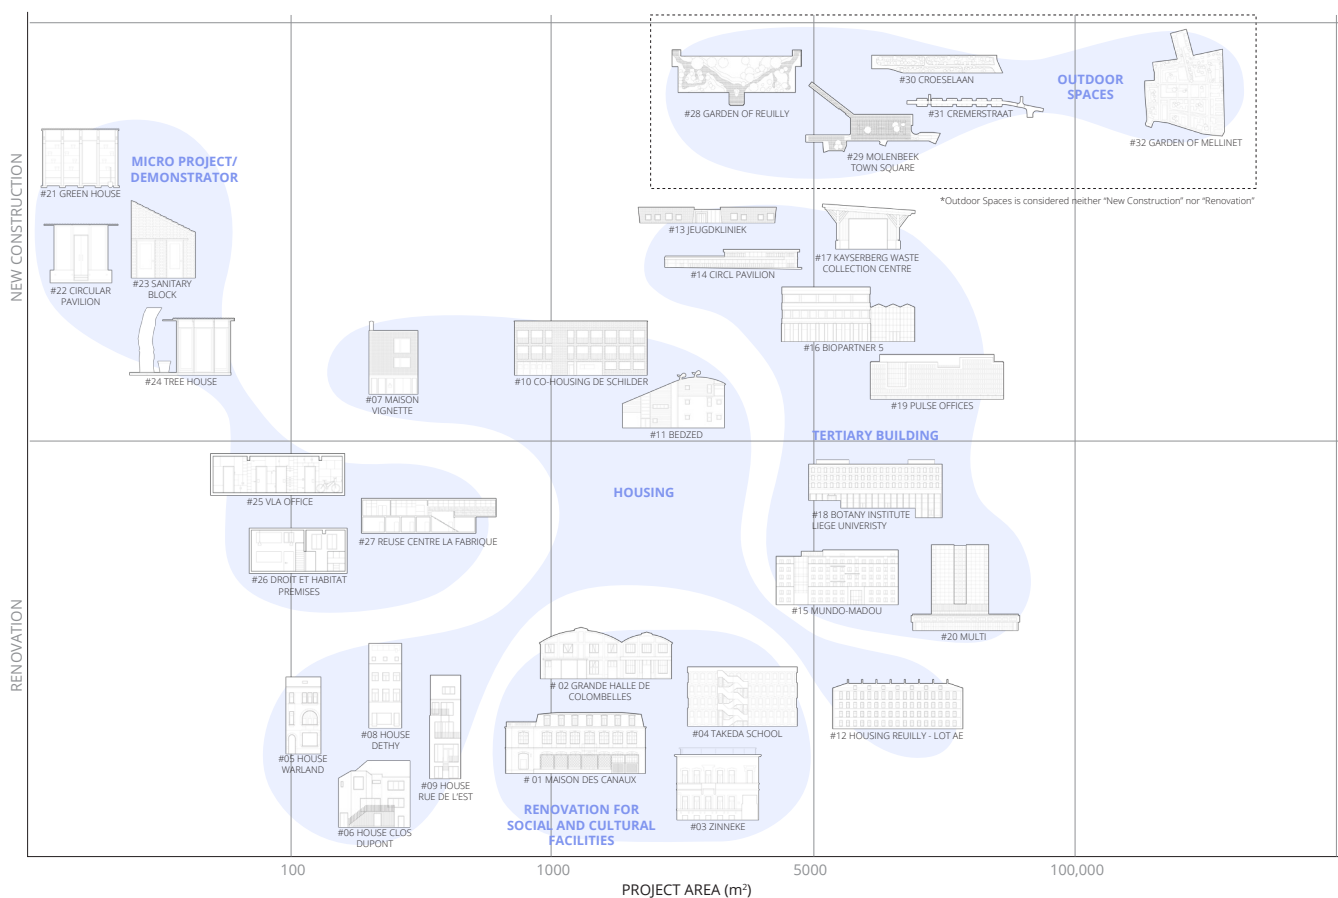 NEW CONSTRUCTION
RENOVATION
#28 GARDEN OF REUILLY
#30 CROESELAAN
#31 CREMERSTRAAT
#29 MOLENBEEK
TOWN SQUARE
OUTDOOR
SPACES
#32 GARDEN OF MELLINET
*Outdoor Spaces is considered neither “New Construction” nor “Renovation”
MICRO PROJECT/
DEMONSTRATOR
#21 GREEN HOUSE
#22 CIRCULAR
PAVILION
#23 SANITARY
BLOCK
#24 TREE HOUSE
#13 JEUGDKLINIEK
#14 CIRCL PAVILION
#17 KAYSERBERG WASTE
COLLECTION CENTRE
#16 BIOPARTNER 5
#19 PULSE OFFICES
#07 MAISON
VIGNETTE
#10 CO-HOUSING DE SCHILDER
#11 BEDZED
TERTIARY BUILDING
HOUSING
#25 VLA OFFICE
#27 REUSE CENTRE LA FABRIQUE
#26 DROIT ET HABITAT
PREMISES
#18 BOTANY INSTITUTE
LIEGE UNIVERISTY
#15 MUNDO-MADOU
#20 MULTI
# 02 GRANDE HALLE DE
COLOMBELLES
#04 TAKEDA SCHOOL
#12 HOUSING REUILLY - LOT AE
#05 HOUSE
WARLAND
#08 HOUSE
DETHY
#09 HOUSE
RUE DE L'EST
#06 HOUSE CLOS
DUPONT
# 01 MAISON DES CANAUX
#03 ZINNEKE
RENOVATION FOR
SOCIAL AND CULTURAL
FACILITIES
100
1000
5000
100,000
PROJECT AREA (m²)